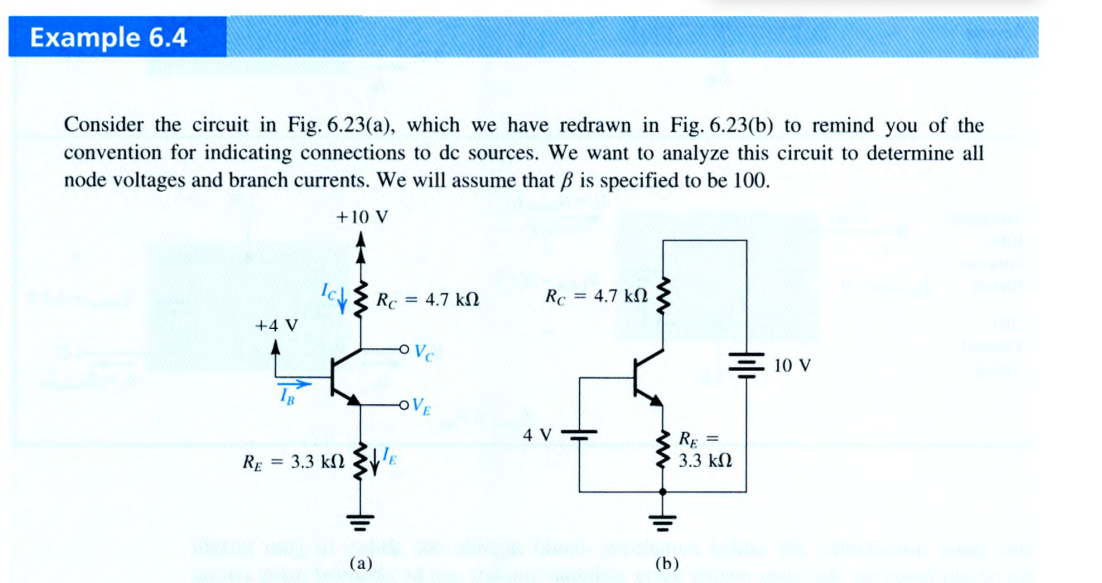 Example 6.4
Consider the circuit in Fig. 6.23(a), which we have redrawn in Fig. 6.23(b) to remind you of the
convention for indicating connections to dc sources. We want to analyze this circuit to determine all
node voltages and branch currents. We will assume that β is specified to be 100.
+10 V
I_C
R_C = 4.7 kΩ
+4 V
V_C
I_B
V_E
R_E = 3.3 kΩ
I_E
(a)
R_C = 4.7 kΩ
10 V
4 V
R_E =
3.3 kΩ
(b)